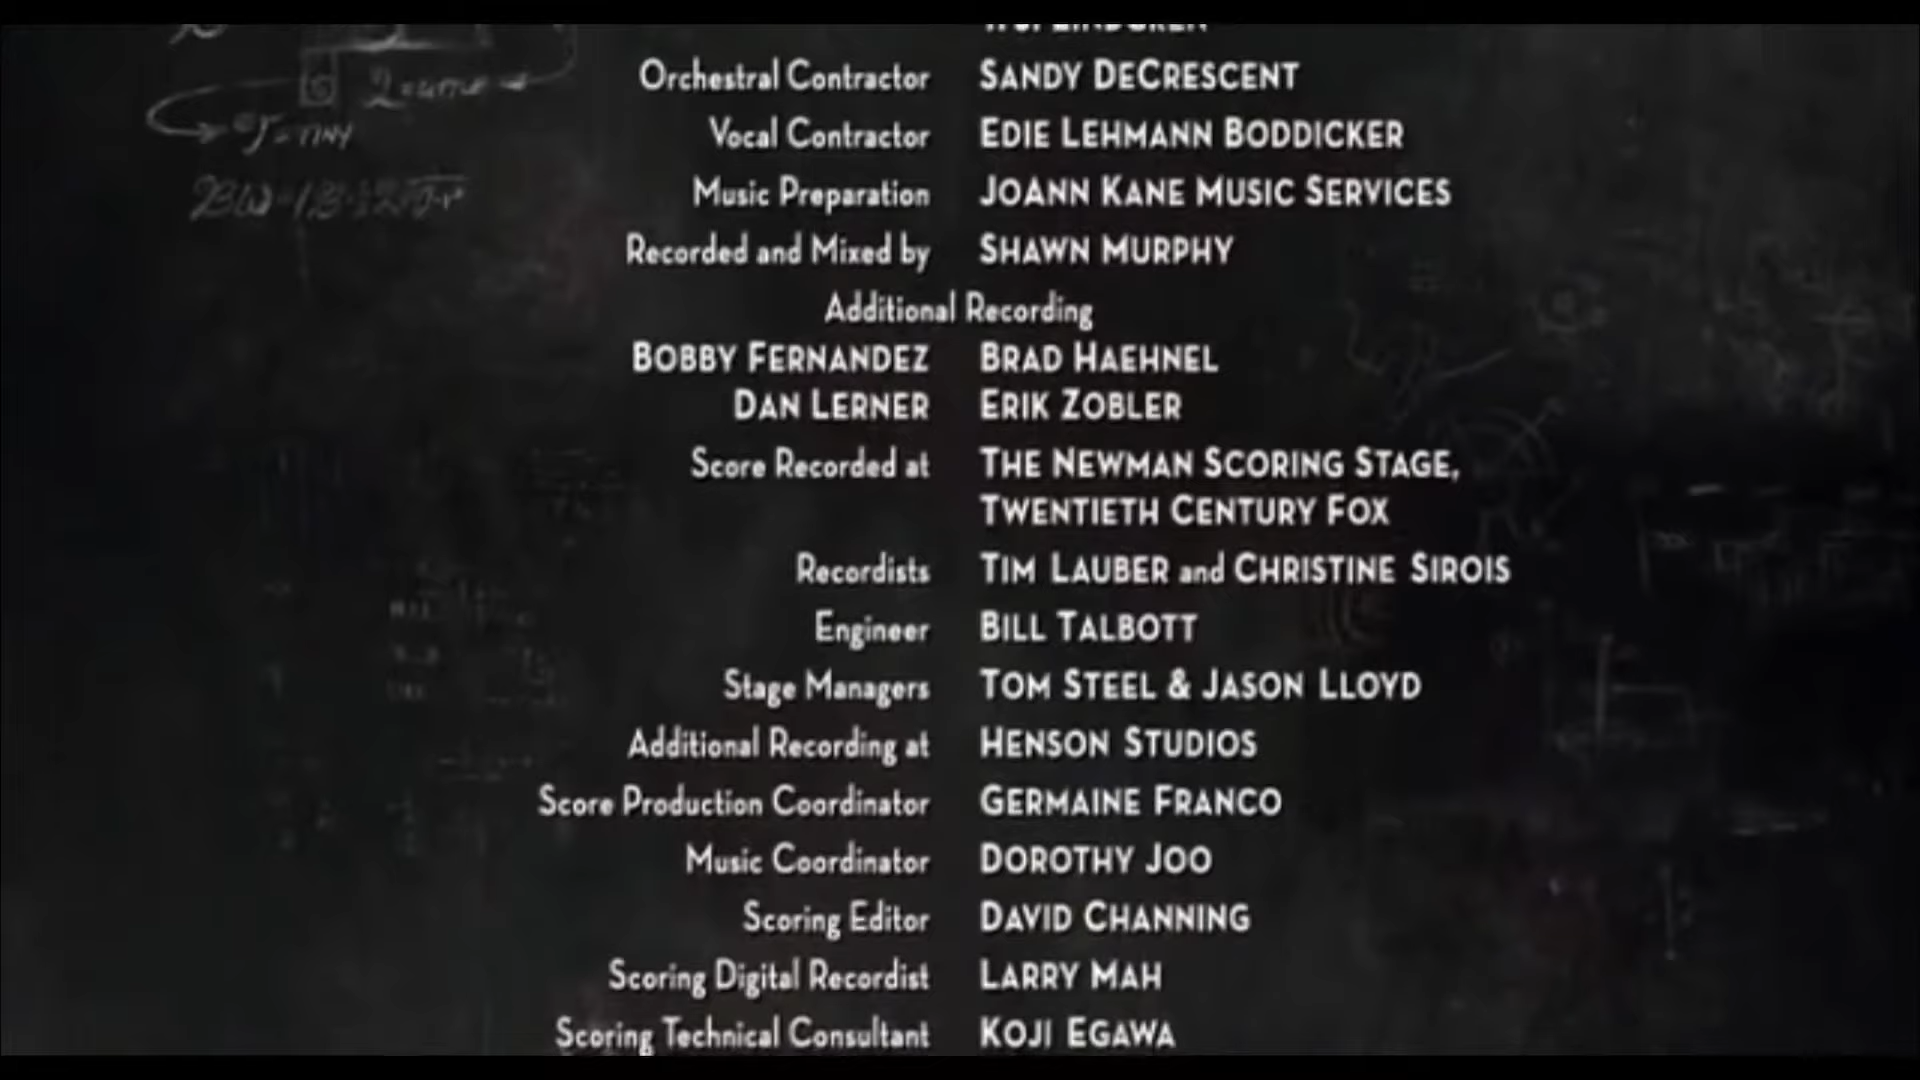 Orchestral Contractor SANDY DECRESCENT
Vocal Contractor EDIE LEHMANN BODDICKER
Music Preparation JOANN KANE MUSIC SERVICES
Recorded and Mixed by SHAWN MURPHY
Additional Recording
BOBBY FERNANDEZ BRAD HAEHNEL
DAN LERNER ERIK ZOBLER
Score Recorded at THE NEWMAN SCORING STAGE,
TWENTIETH CENTURY FOX
Recordists TIM LAUBER and CHRISTINE SIROIS
Engineer BILL TALBOTT
Stage Managers TOM STEEL & JASON LLOYD
Additional Recording at HENSON STUDIOS
Score Production Coordinator GERMAINE FRANCO
Music Coordinator DOROTHY JOO
Scoring Editor DAVID CHANNING
Scoring Digital Recordist LARRY MAH
Scoring Technical Consultant KOJI EGAWA